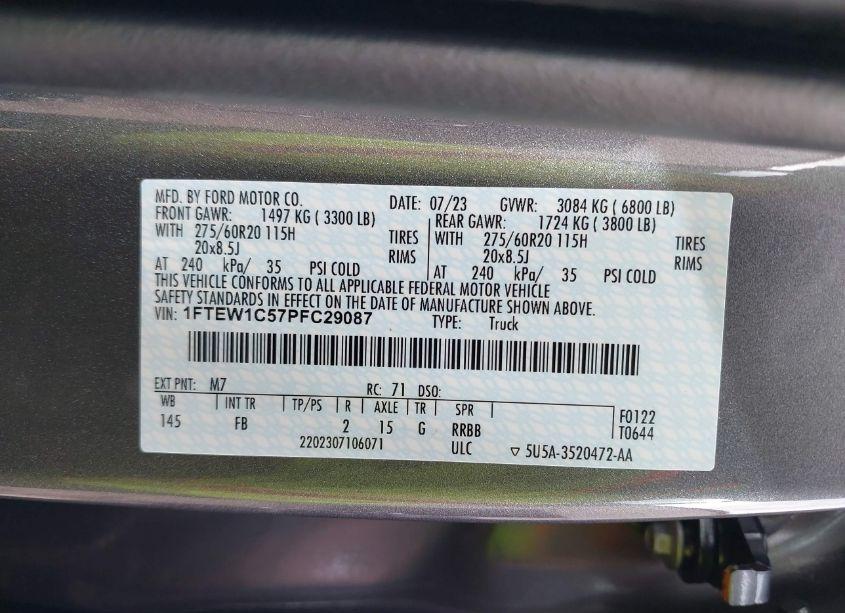 MFD. BY FORD MOTOR CO. DATE: 07/23 GVWR: 3084 KG ( 6800 LB)
FRONT GAWR: 1497 KG ( 3300 LB) REAR GAWR: 1724 KG ( 3800 LB)
WITH 275/60R20 115H TIRES WITH 275/60R20 115H TIRES
20x8.5J RIMS 20x8.5J RIMS
AT 240 kPa/ 35 PSI COLD AT 240 kPa/ 35 PSI COLD
THIS VEHICLE CONFORMS TO ALL APPLICABLE FEDERAL MOTOR VEHICLE
SAFETY STANDARDS IN EFFECT ON THE DATE OF MANUFACTURE SHOWN ABOVE.
VIN: 1FTEW1C57PFC29087 TYPE: Truck
EXT PNT: M7 RC: 71 DSO:
WB INT TR TP/PS R AXLE TR SPR F0122
145 FB 2 15 G RRBB T0644
2202307106071 ULC ▽ 5U5A-3520472-AA